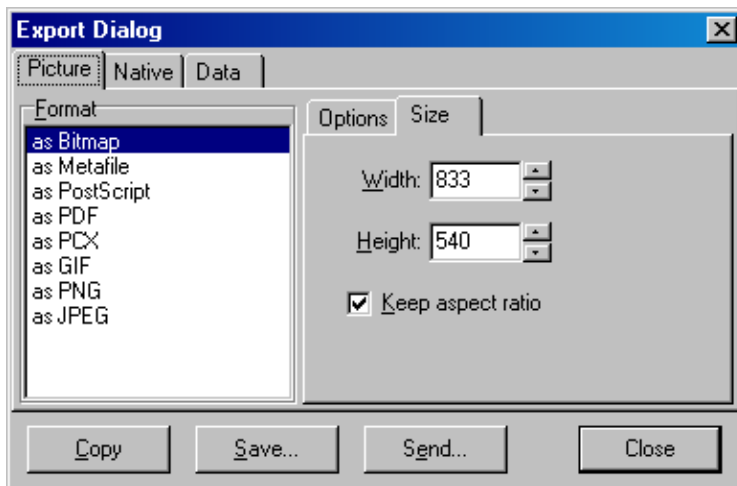 Export Dialog
Picture Native Data
Format
as Bitmap
as Metafile
as PostScript
as PDF
as PCX
as GIF
as PNG
as JPEG
Options Size
Width: 833
Height: 540
Keep aspect ratio
Copy Save... Send... Close